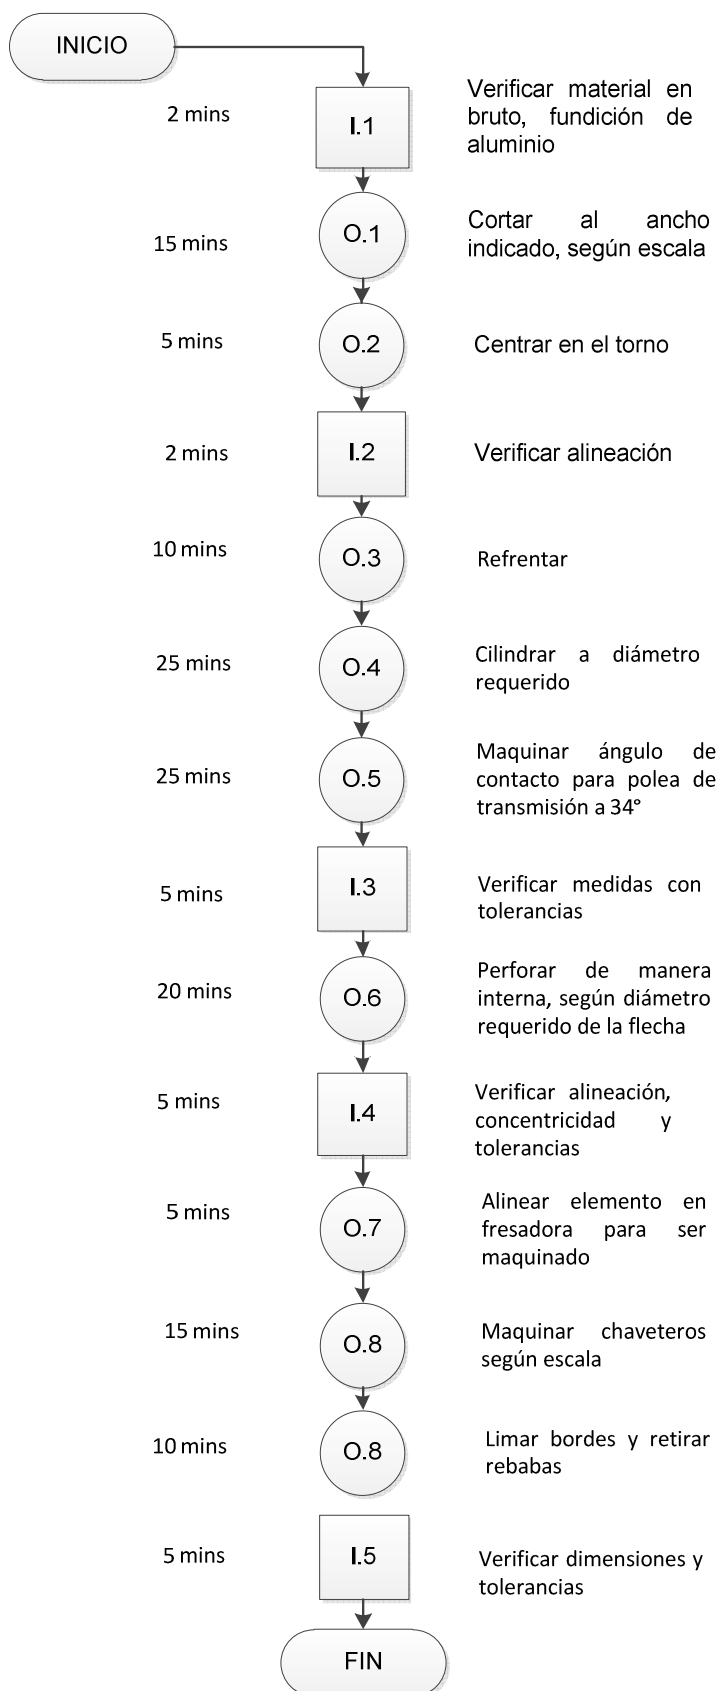 INICIO
2 mins
I.1
Verificar material en
bruto, fundición de
aluminio
15 mins
O.1
Cortar al ancho
indicado, según escala
5 mins
O.2
Centrar en el torno
2 mins
I.2
Verificar alineación
10 mins
O.3
Refrentar
25 mins
O.4
Cilindrar a diámetro
requerido
25 mins
O.5
Maquinar ángulo de
contacto para polea de
transmisión a 34°
5 mins
I.3
Verificar medidas con
tolerancias
20 mins
O.6
Perforar de manera
interna, según diámetro
requerido de la flecha
5 mins
I.4
Verificar alineación,
concentricidad y
tolerancias
5 mins
O.7
Alinear elemento en
fresadora para ser
maquinado
15 mins
O.8
Maquinar chaveteros
según escala
10 mins
O.8
Limar bordes y retirar
rebabas
5 mins
I.5
Verificar dimensiones y
tolerancias
FIN